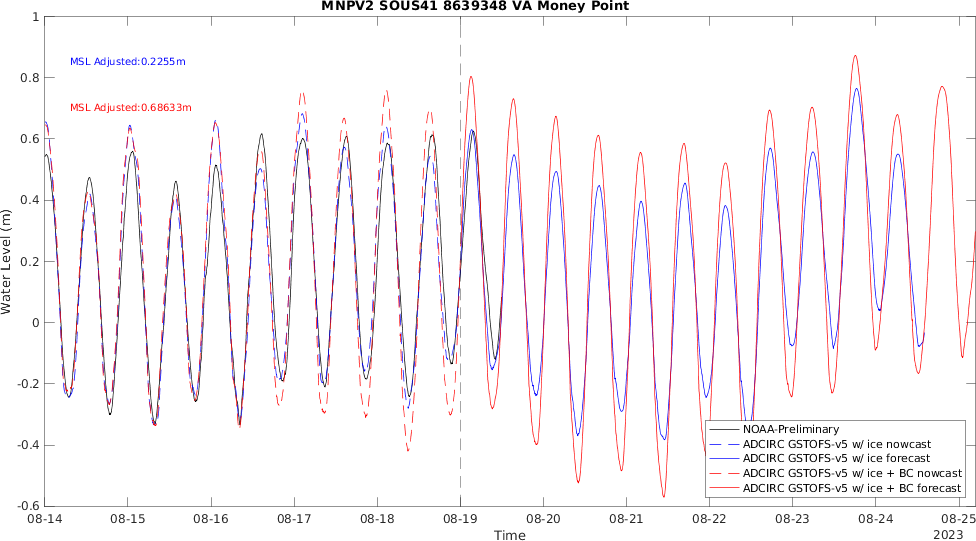 MNPV2 SOUS41 8639348 VA Money Point
1
0.8
0.6
0.4
0.2
0
-0.2
-0.4
-0.6
Water Level (m)
MSL Adjusted:0.2255m
MSL Adjusted:0.68633m
NOAA-Preliminary
ADCIRC GSTOFS-v5 w/ ice nowcast
ADCIRC GSTOFS-v5 w/ ice forecast
ADCIRC GSTOFS-v5 w/ ice + BC nowcast
ADCIRC GSTOFS-v5 w/ ice + BC forecast
08-14 08-15 08-16 08-17 08-18 08-19 08-20 08-21 08-22 08-23 08-24 08-25
Time
2023